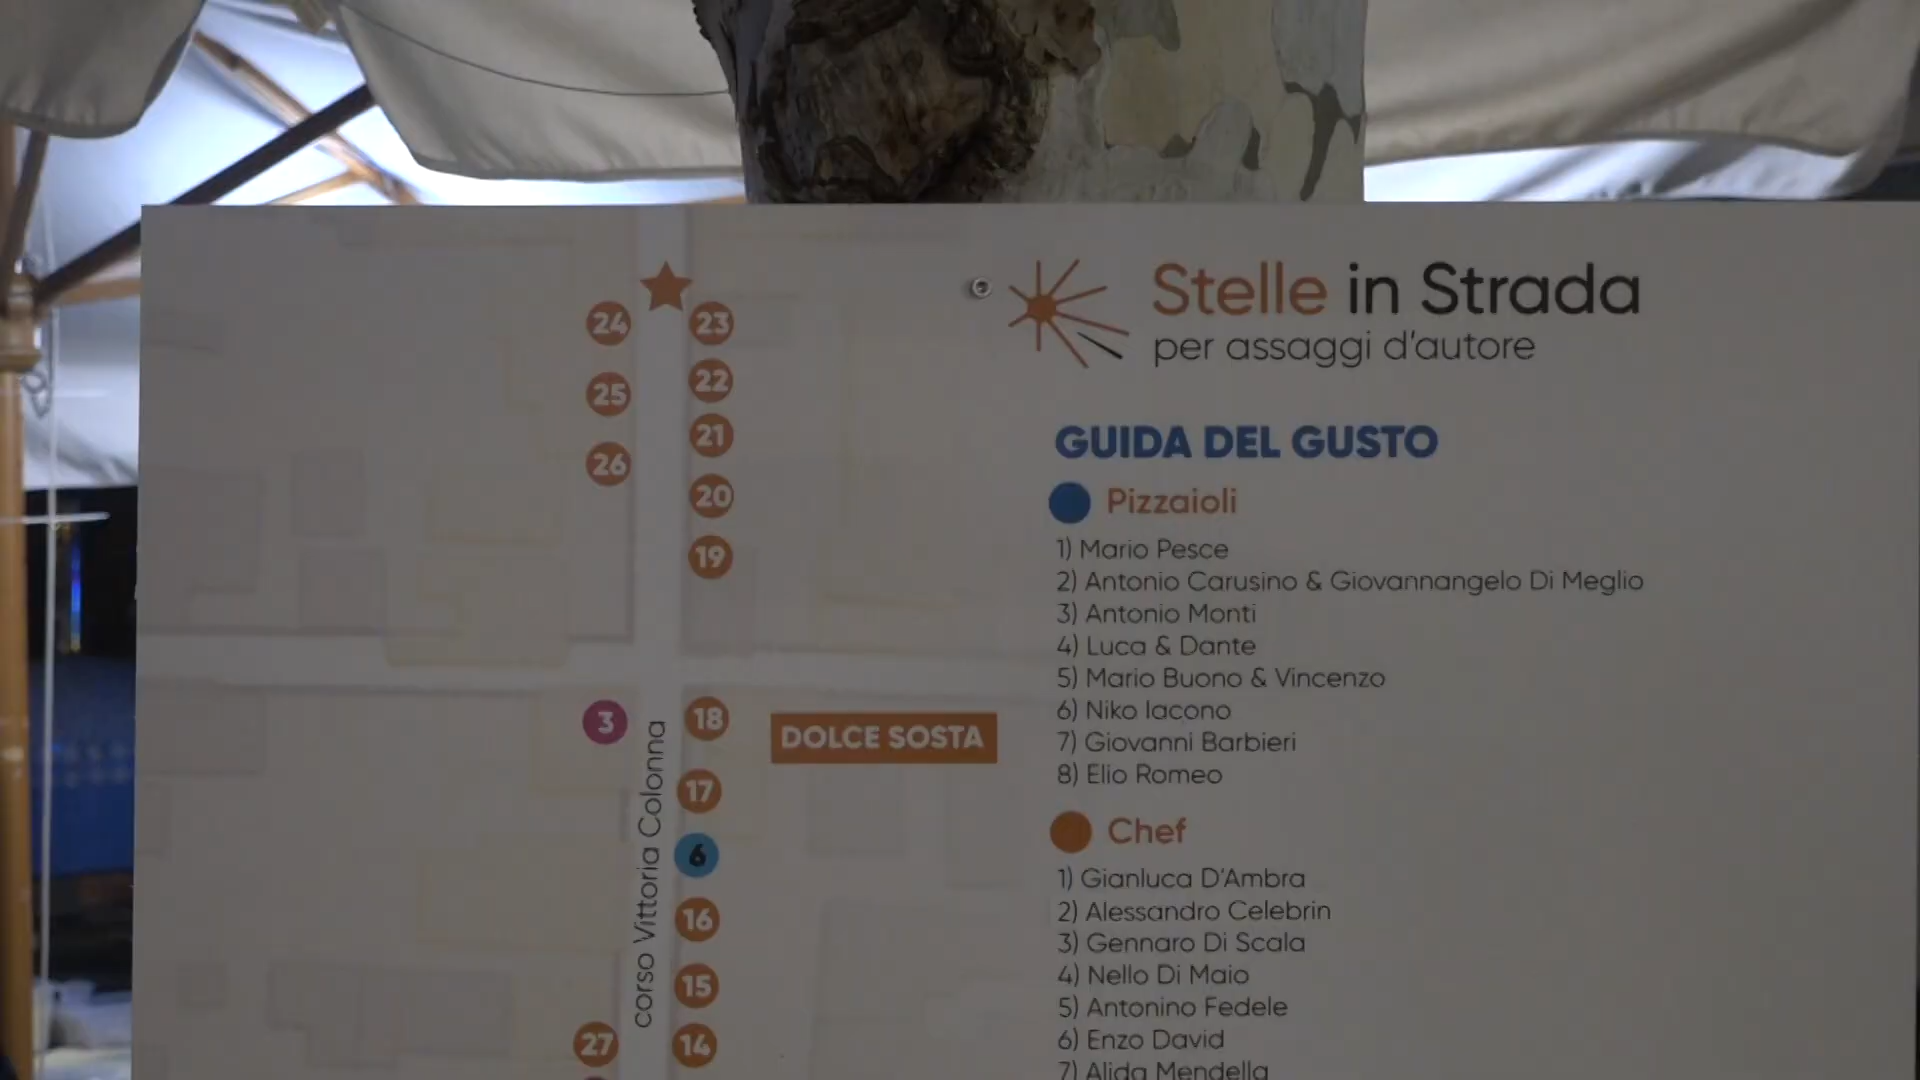 Stelle in Strada
per assaggi d'autore
GUIDA DEL GUSTO
Pizzaioli
1) Mario Pesce
2) Antonio Carusino & Giovannangelo Di Meglio
3) Antonio Monti
4) Luca & Dante
5) Mario Buono & Vincenzo
6) Niko Iacono
7) Giovanni Barbieri
8) Elio Romeo
Chef
1) Gianluca D'Ambra
2) Alessandro Celebrin
3) Gennaro Di Scala
4) Nello Di Maio
5) Antonino Fedele
6) Enzo David
7) Alida Mendella
24
23
25
22
26
21
20
19
3
18
DOLCE SOSTA
17
corso Vittoria Colonna
6
16
15
27
14